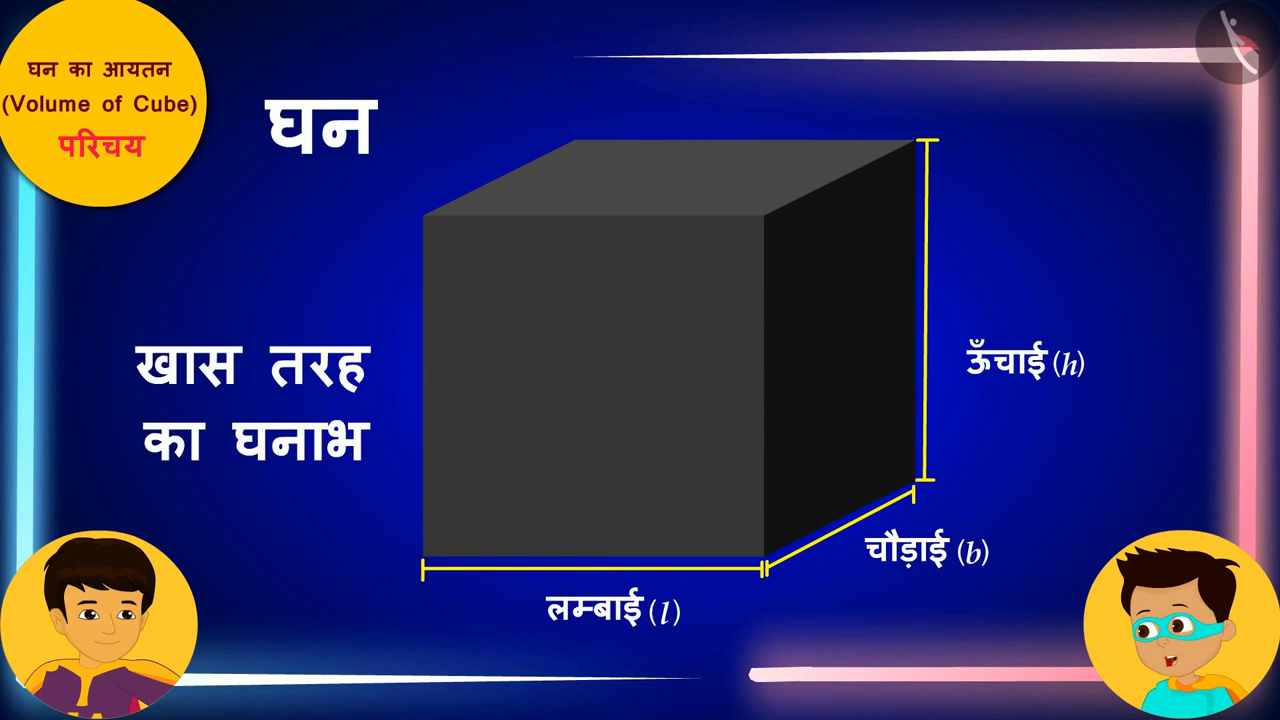 घन का आयतन
(Volume of Cube)
परिचय
घन
खास तरह
का घनाभ
ऊँचाई (h)
चौड़ाई (b)
लम्बाई (l)